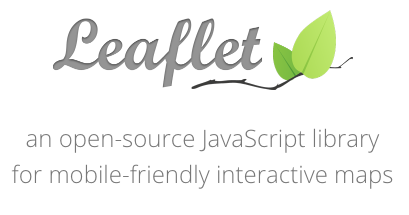 Leaflet
an open-source JavaScript library
for mobile-friendly interactive maps